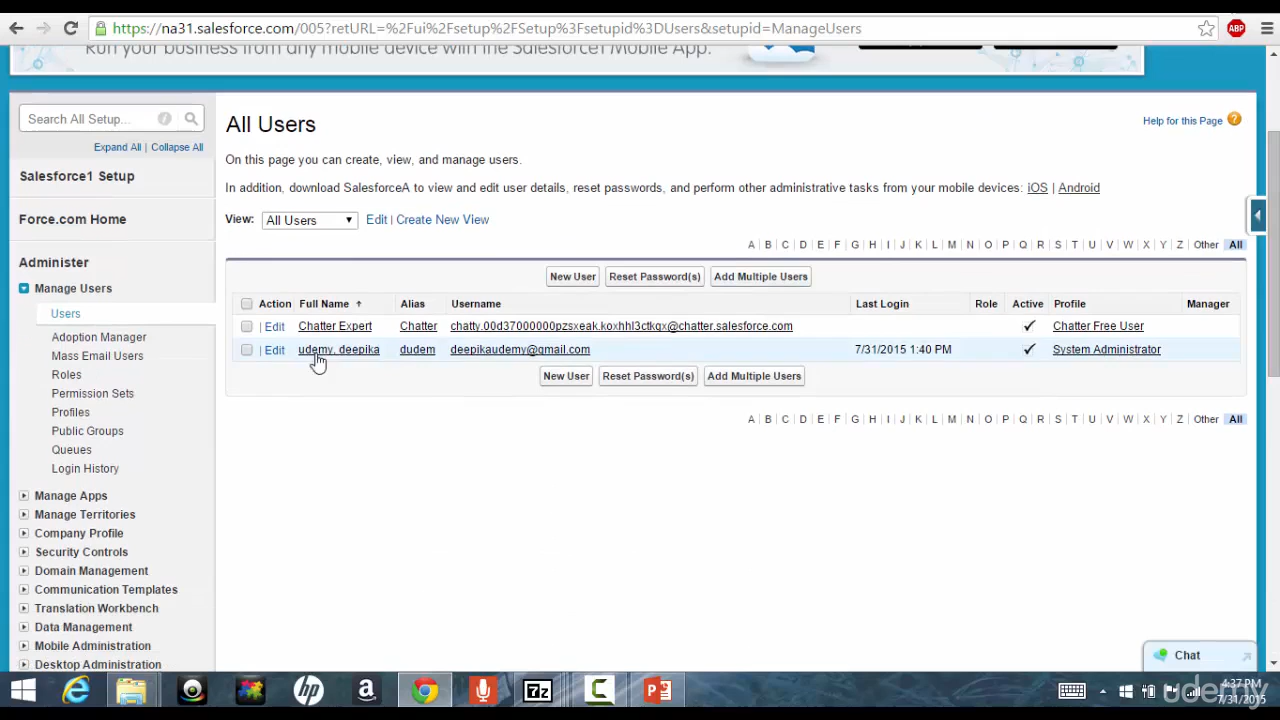 https://na31.salesforce.com/005?retURL=%2Fui%2Fsetup%2FSetup%3Fsetupid%3DUsers&setupid=ManageUsers
ABP
Run your business from any mobile device with the Salesforce1 Mobile App.
Search All Setup...
Expand All | Collapse All
Salesforce1 Setup
Force.com Home
Administer
Manage Users
Users
Adoption Manager
Mass Email Users
Roles
Permission Sets
Profiles
Public Groups
Queues
Login History
Manage Apps
Manage Territories
Company Profile
Security Controls
Domain Management
Communication Templates
Translation Workbench
Data Management
Mobile Administration
Desktop Administration
All Users
Help for this Page ?
On this page you can create, view, and manage users.
In addition, download SalesforceA to view and edit user details, reset passwords, and perform other administrative tasks from your mobile devices: iOS | Android
View: All Users Edit | Create New View
A B C D E F G H I J K L M N O P Q R S T U V W X Y Z Other All
New User Reset Password(s) Add Multiple Users
Action Full Name Alias Username Last Login Role Active Profile Manager
| Edit Chatter Expert Chatter chatty.00d37000000pzsxeak.koxhhl3ctkqx@chatter.salesforce.com Chatter Free User
| Edit udemy, deepika dudem deepikaudemy@gmail.com 7/31/2015 1:40 PM System Administrator
New User Reset Password(s) Add Multiple Users
A B C D E F G H I J K L M N O P Q R S T U V W X Y Z Other All
Chat
hp
a
7z
4:37 PM
7/31/2015
udemy